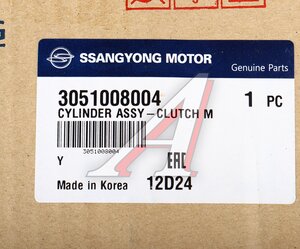 SSANGYONG MOTOR
Genuine Parts
3051008004
1 PC
CYLINDER ASSY-CLUTCH M
3051008004
Y
EAC
Made in Korea
12D24